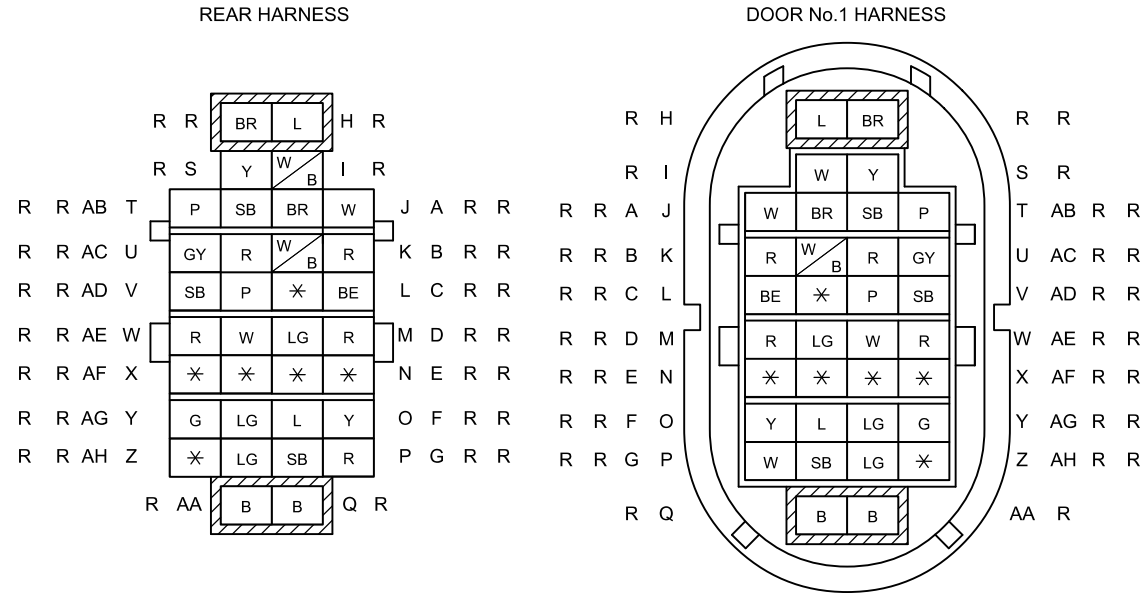 REAR HARNESS
R R BR L H R
R S Y W B I R
R R AB T P SB BR W J A R R
R R AC U GY R W B R K B R R
R R AD V SB P * BE L C R R
R R AE W R W LG R M D R R
R R AF X * * * * N E R R
R R AG Y G LG L Y O F R R
R R AH Z * LG SB R P G R R
R AA B B Q R
DOOR No.1 HARNESS
R H L BR R R
R I W Y S R
R R A J W BR SB P T AB R R
R R B K R W B R GY U AC R R
R R C L BE * P SB V AD R R
R R D M R LG W R W AE R R
R R E N * * * * X AF R R
R R F O Y L LG G Y AG R R
R R G P W SB LG * Z AH R R
R Q B B AA R